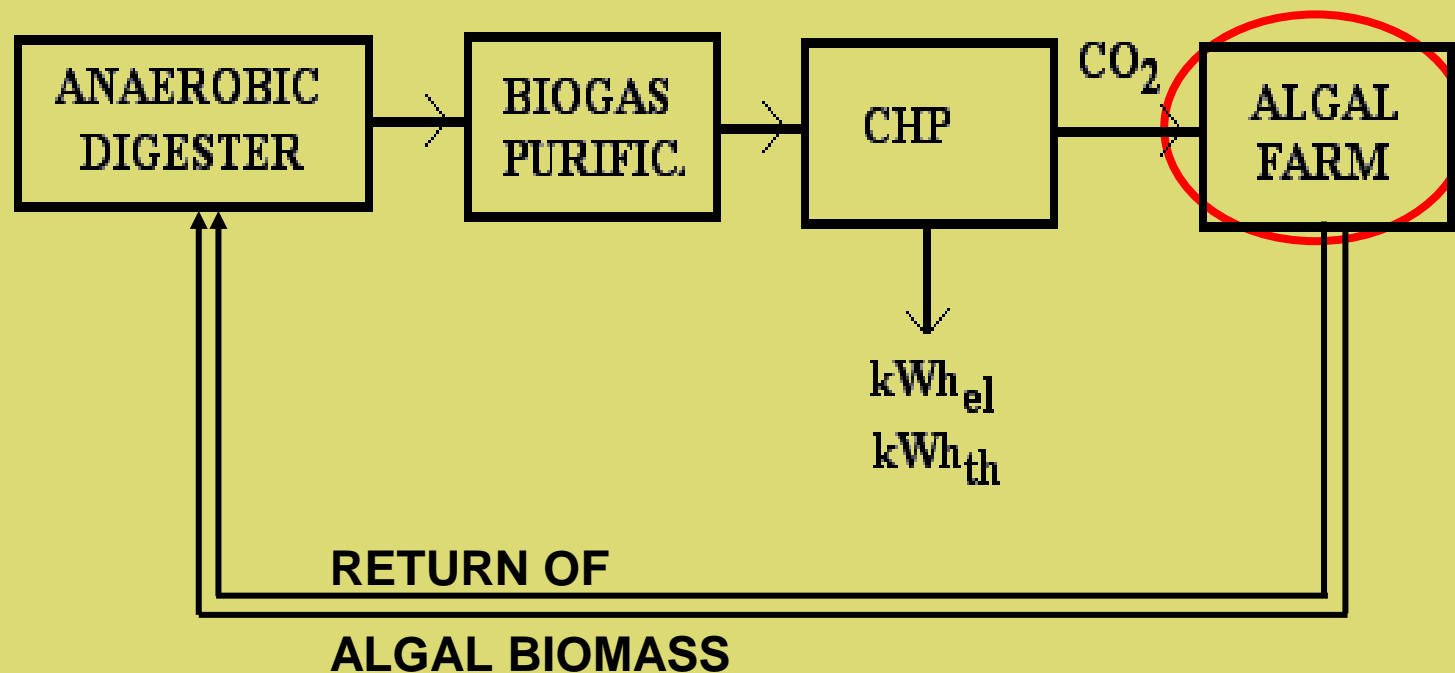 ANAEROBIC
DIGESTER
BIOGAS
PURIFIC.
CHP
CO₂
ALGAL
FARM
kWhel
kWhth
RETURN OF
ALGAL BIOMASS